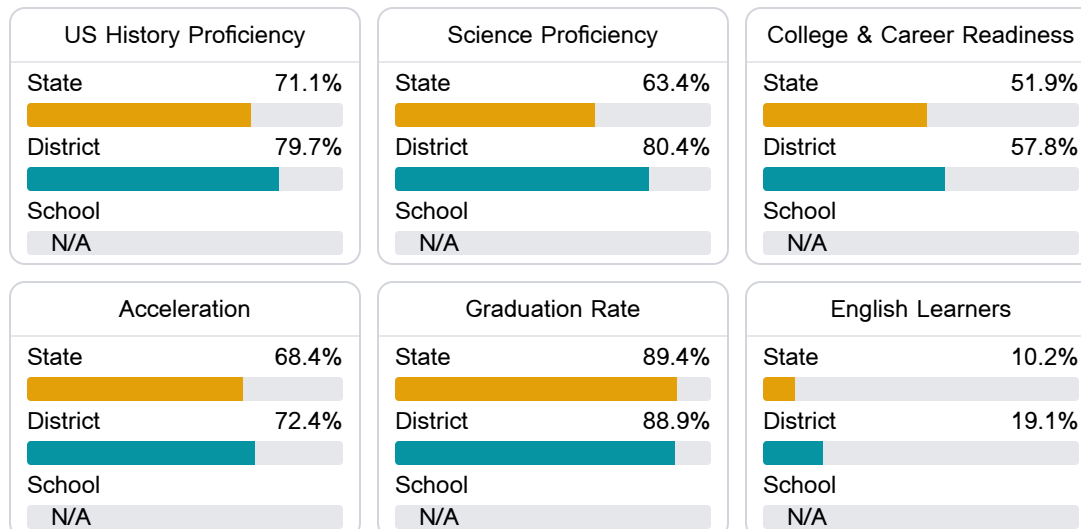 US History Proficiency
State 71.1%
District 79.7%
School
N/A
Science Proficiency
State 63.4%
District 80.4%
School
N/A
College & Career Readiness
State 51.9%
District 57.8%
School
N/A
Acceleration
State 68.4%
District 72.4%
School
N/A
Graduation Rate
State 89.4%
District 88.9%
School
N/A
English Learners
State 10.2%
District 19.1%
School
N/A